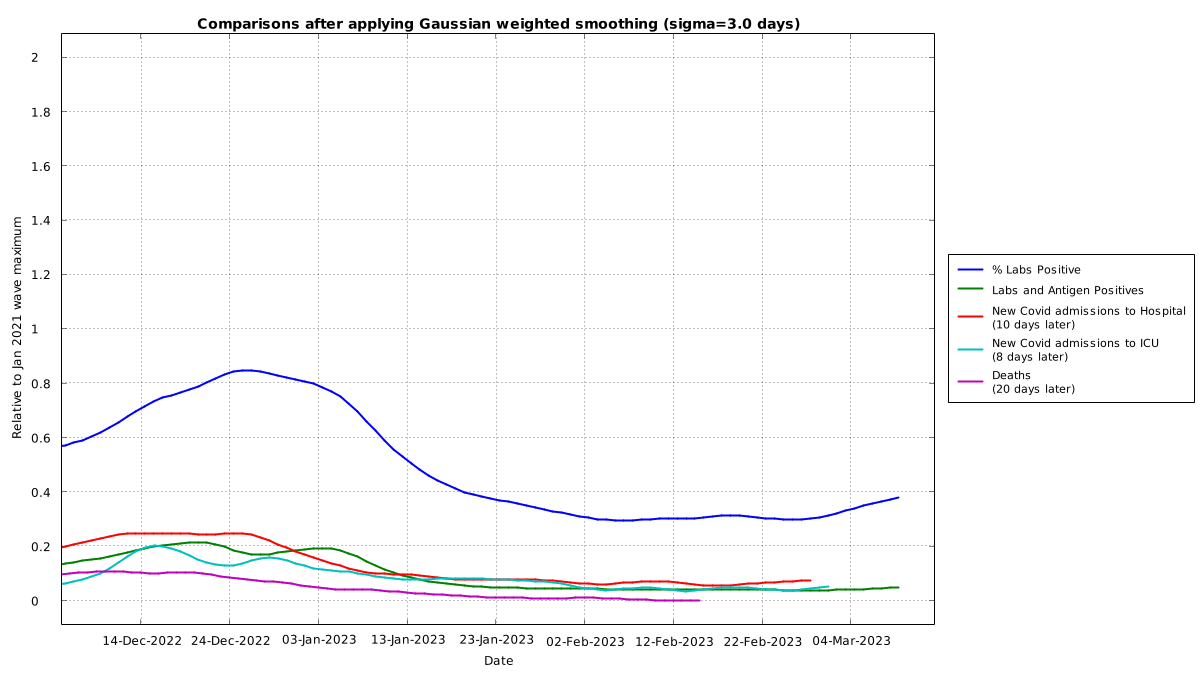 Comparisons after applying Gaussian weighted smoothing (sigma=3.0 days)
Relative to Jan 2021 wave maximum
2
1.8
1.6
1.4
1.2
1
0.8
0.6
0.4
0.2
0
14-Dec-2022 24-Dec-2022 03-Jan-2023 13-Jan-2023 23-Jan-2023 02-Feb-2023 12-Feb-2023 22-Feb-2023 04-Mar-2023
Date
% Labs Positive
Labs and Antigen Positives
New Covid admissions to Hospital
(10 days later)
New Covid admissions to ICU
(8 days later)
Deaths
(20 days later)